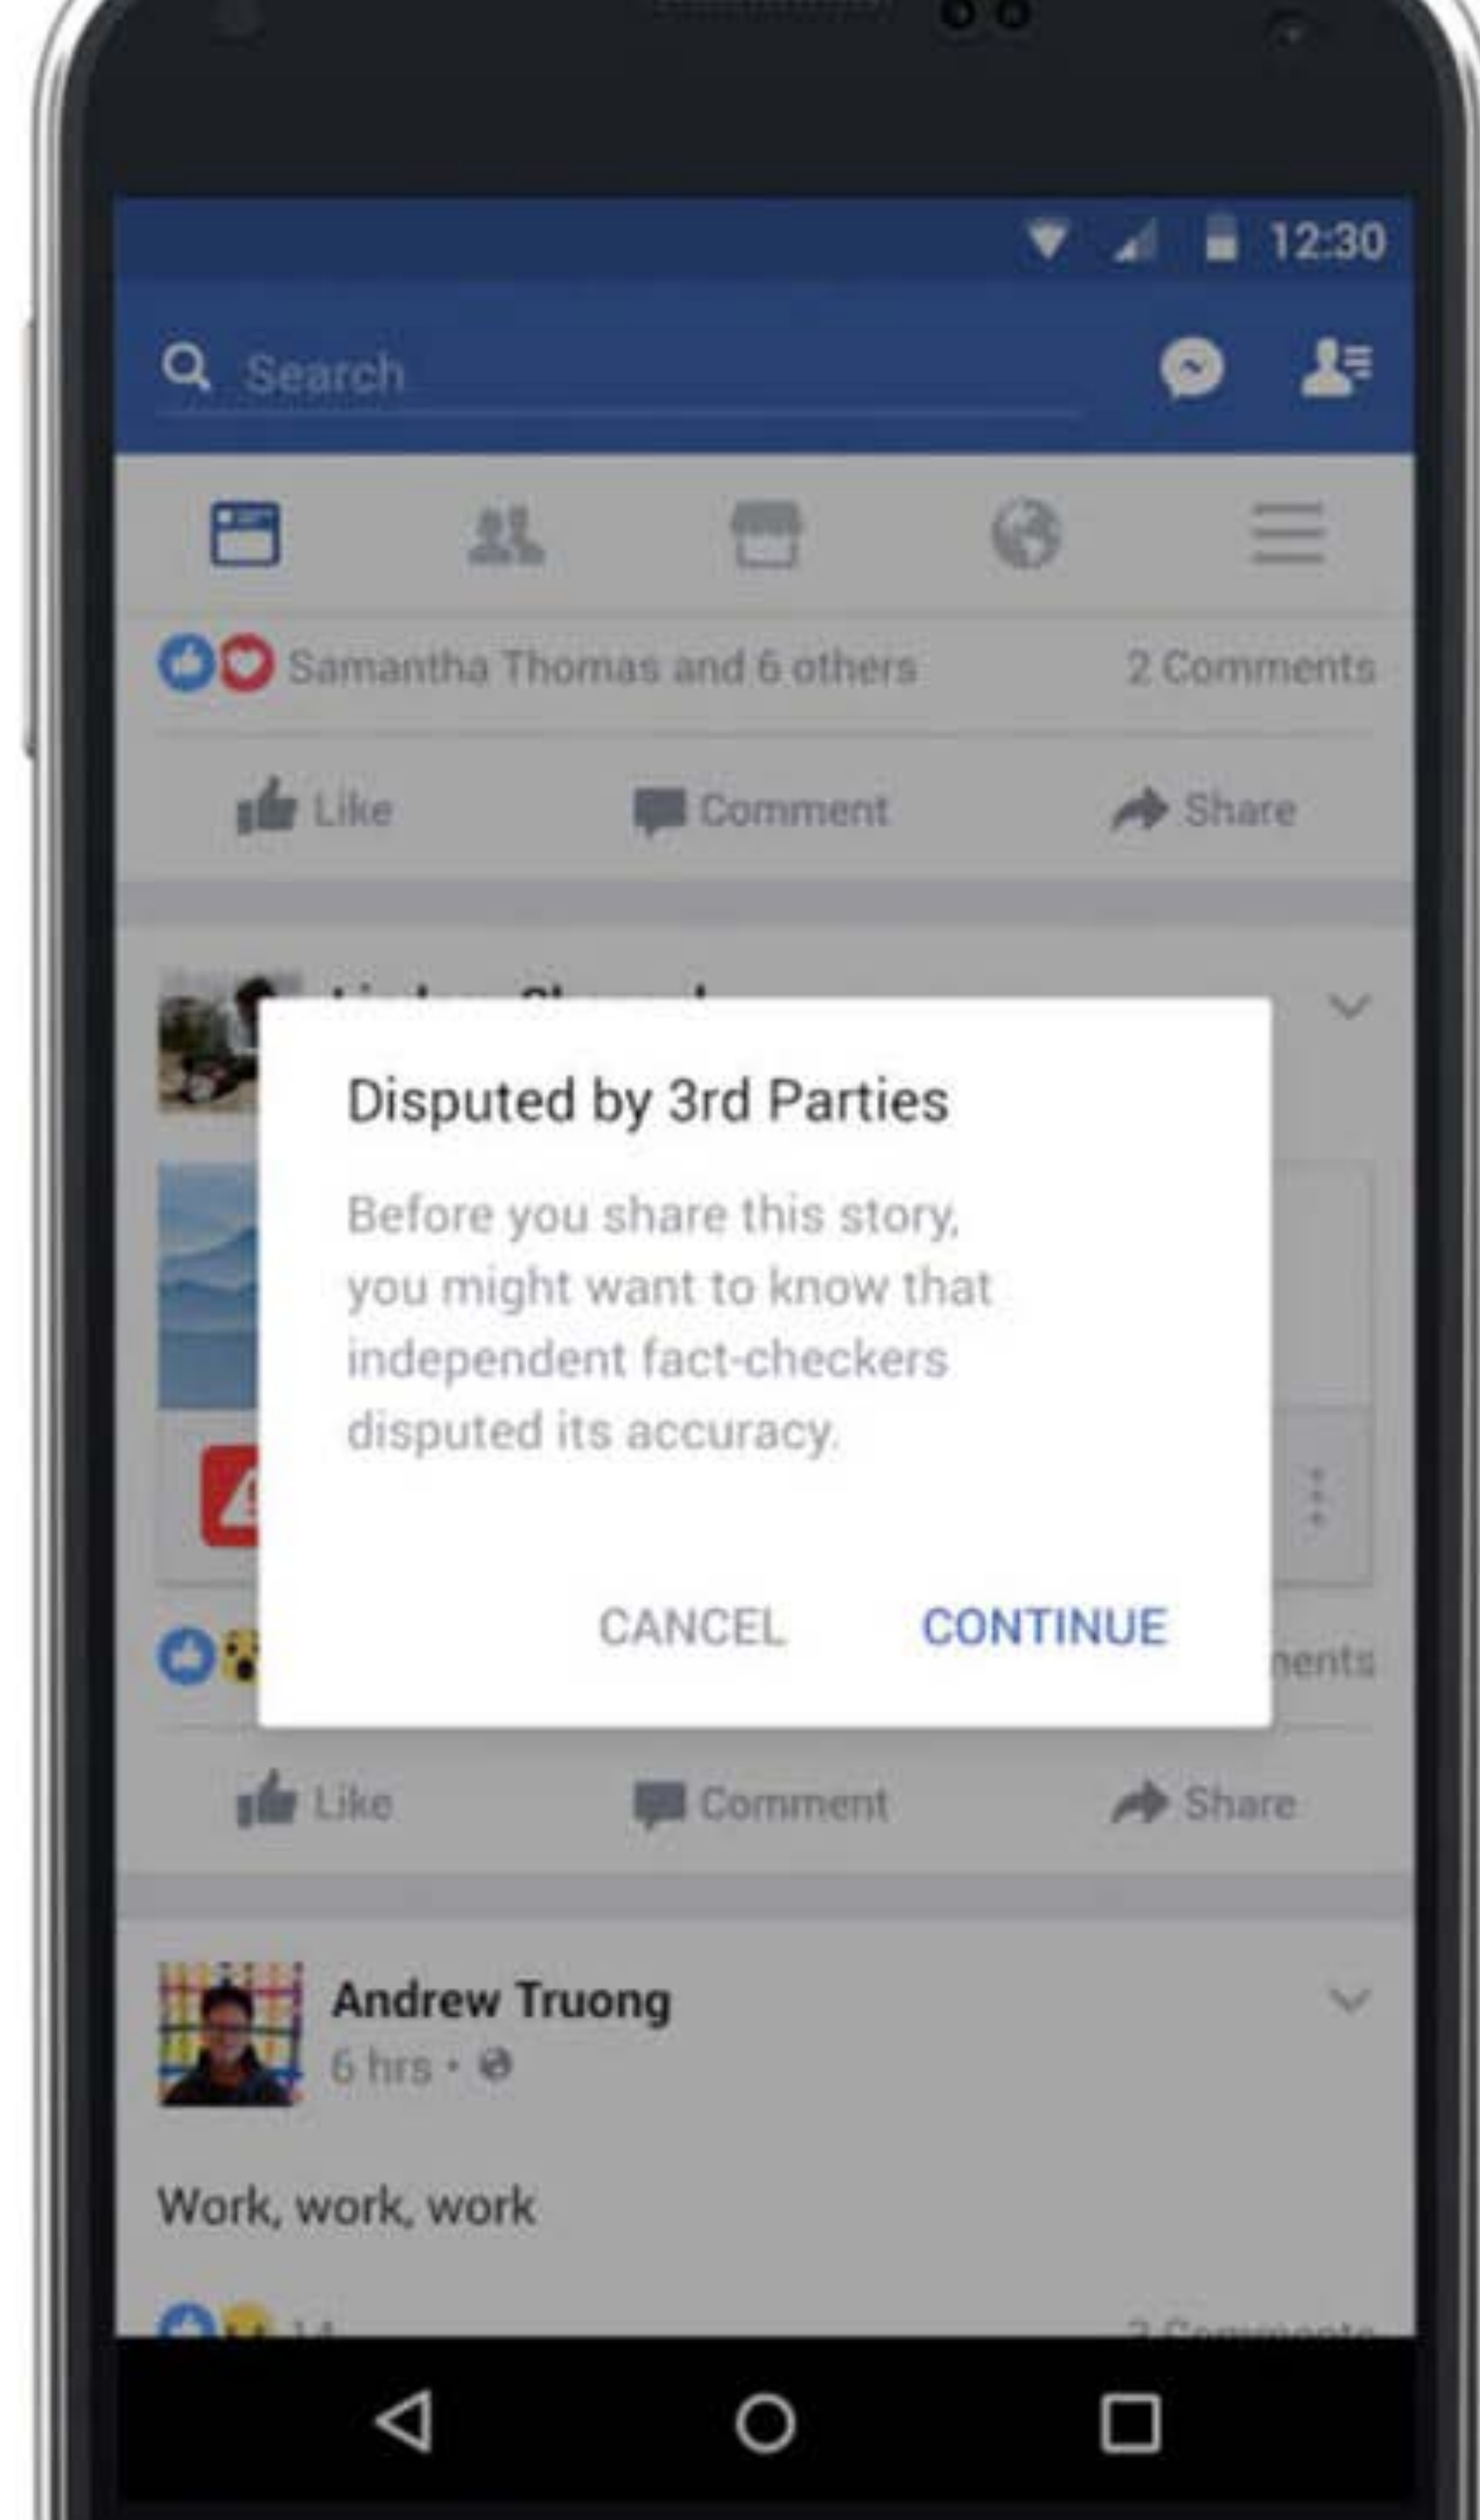 12:30
Search
Samantha Thomas and 6 others 2 Comments
Like Comment Share
Disputed by 3rd Parties
Before you share this story,
you might want to know that
independent fact-checkers
disputed its accuracy.
CANCEL CONTINUE
Like Comment Share
Andrew Truong
6 hrs
Work, work, work